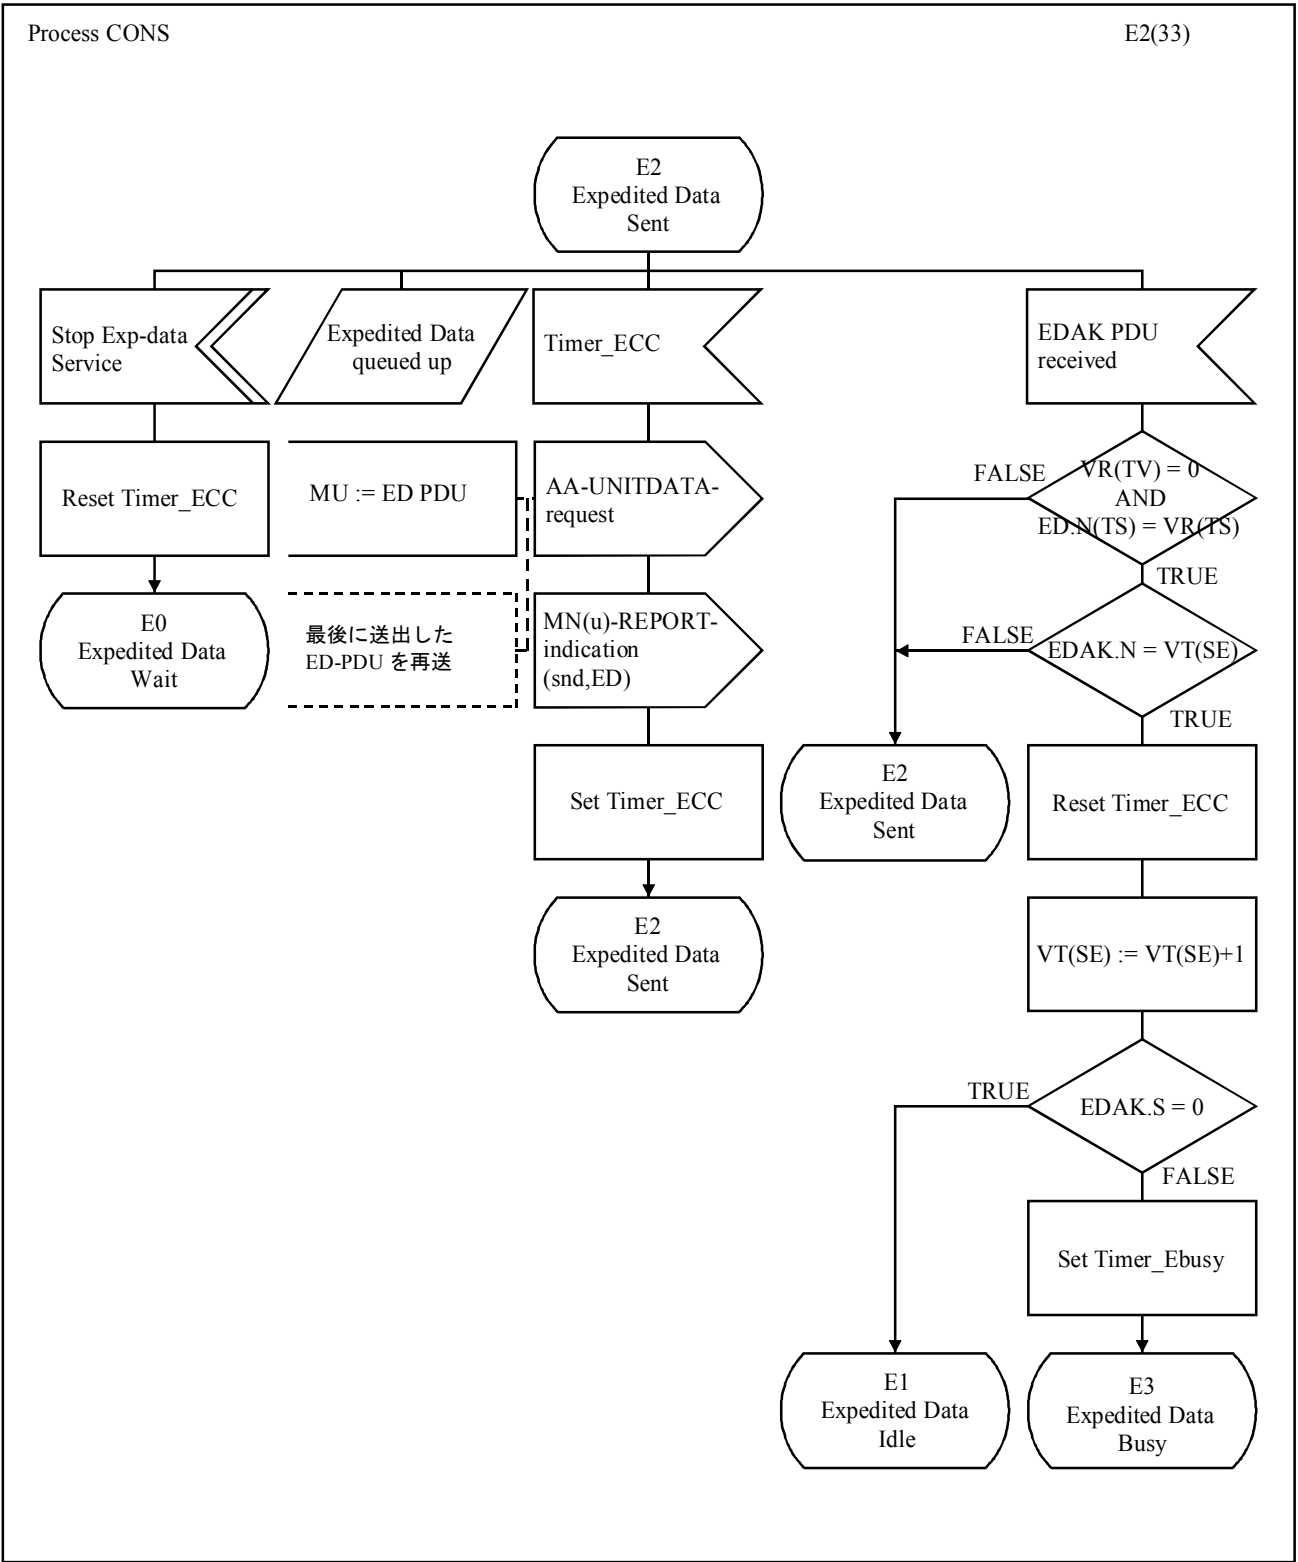 Process CONS
E2(33)
E2
Expedited Data
Sent
Stop Exp-data
Service
Expedited Data
queued up
Timer_ECC
EDAK PDU
received
Reset Timer_ECC
MU := ED PDU
AA-UNITDATA-
request
FALSE
VR(TV) = 0
AND
ED.N(TS) = VR(TS)
TRUE
E0
Expedited Data
Wait
最後に送出した
ED-PDU を再送
MN(u)-REPORT-
indication
(snd,ED)
FALSE
EDAK.N = VT(SE)
TRUE
Set Timer_ECC
E2
Expedited Data
Sent
Reset Timer_ECC
E2
Expedited Data
Sent
VT(SE) := VT(SE)+1
TRUE
EDAK.S = 0
FALSE
Set Timer_Ebusy
E1
Expedited Data
Idle
E3
Expedited Data
Busy